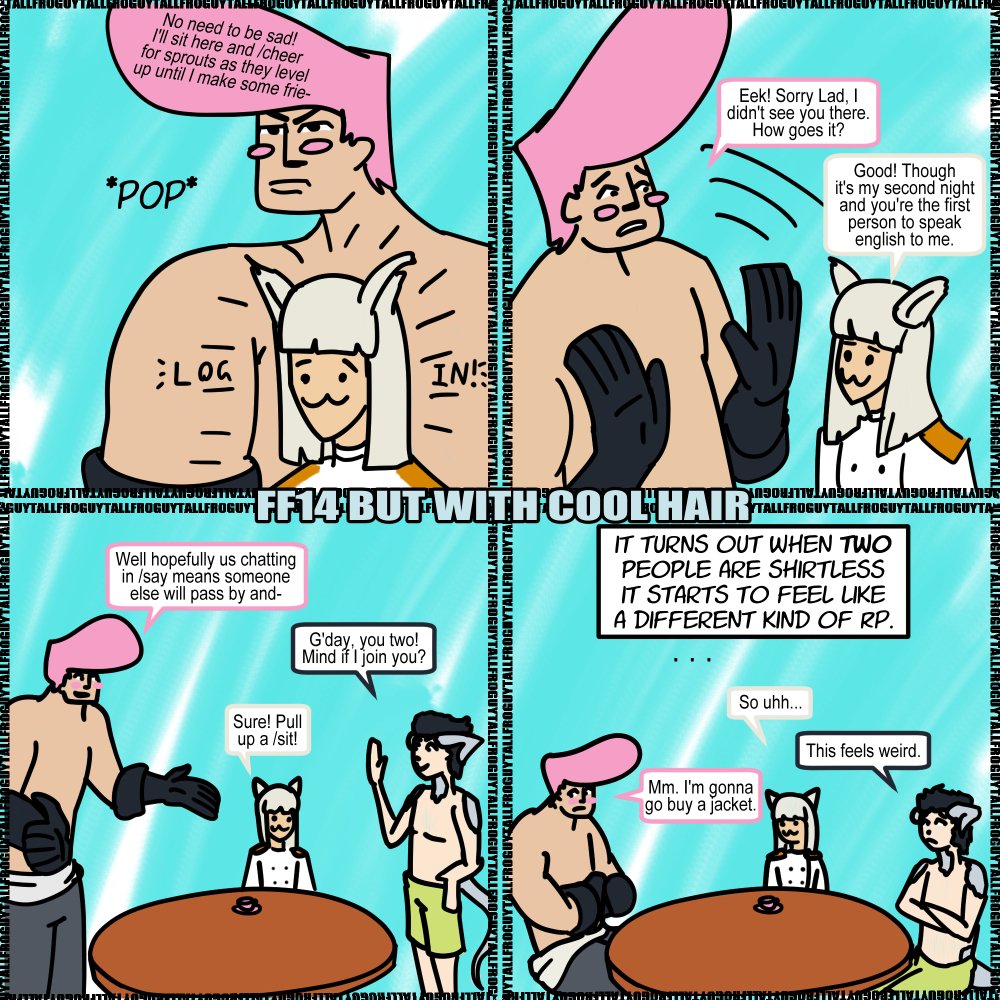 TALLFROGUYTALLFROGUYTALLFROGUYTALLFROGUYTALLFROGUY
No need to be sad!
I'll sit here and /cheer
for sprouts as they level
up until I make some frie-
*POP*
LOG
IN!
Eek! Sorry Lad, I
didn't see you there.
How goes it?
Good! Though
it's my second night
and you're the first
person to speak
english to me.
FF14 BUT WITH COOL HAIR
Well hopefully us chatting
in /say means someone
else will pass by and-
G'day, you two!
Mind if I join you?
Sure! Pull
up a /sit!
IT TURNS OUT WHEN TWO
PEOPLE ARE SHIRTLESS
IT STARTS TO FEEL LIKE
A DIFFERENT KIND OF RP.
. . .
So uhh...
This feels weird.
Mm. I'm gonna
go buy a jacket.